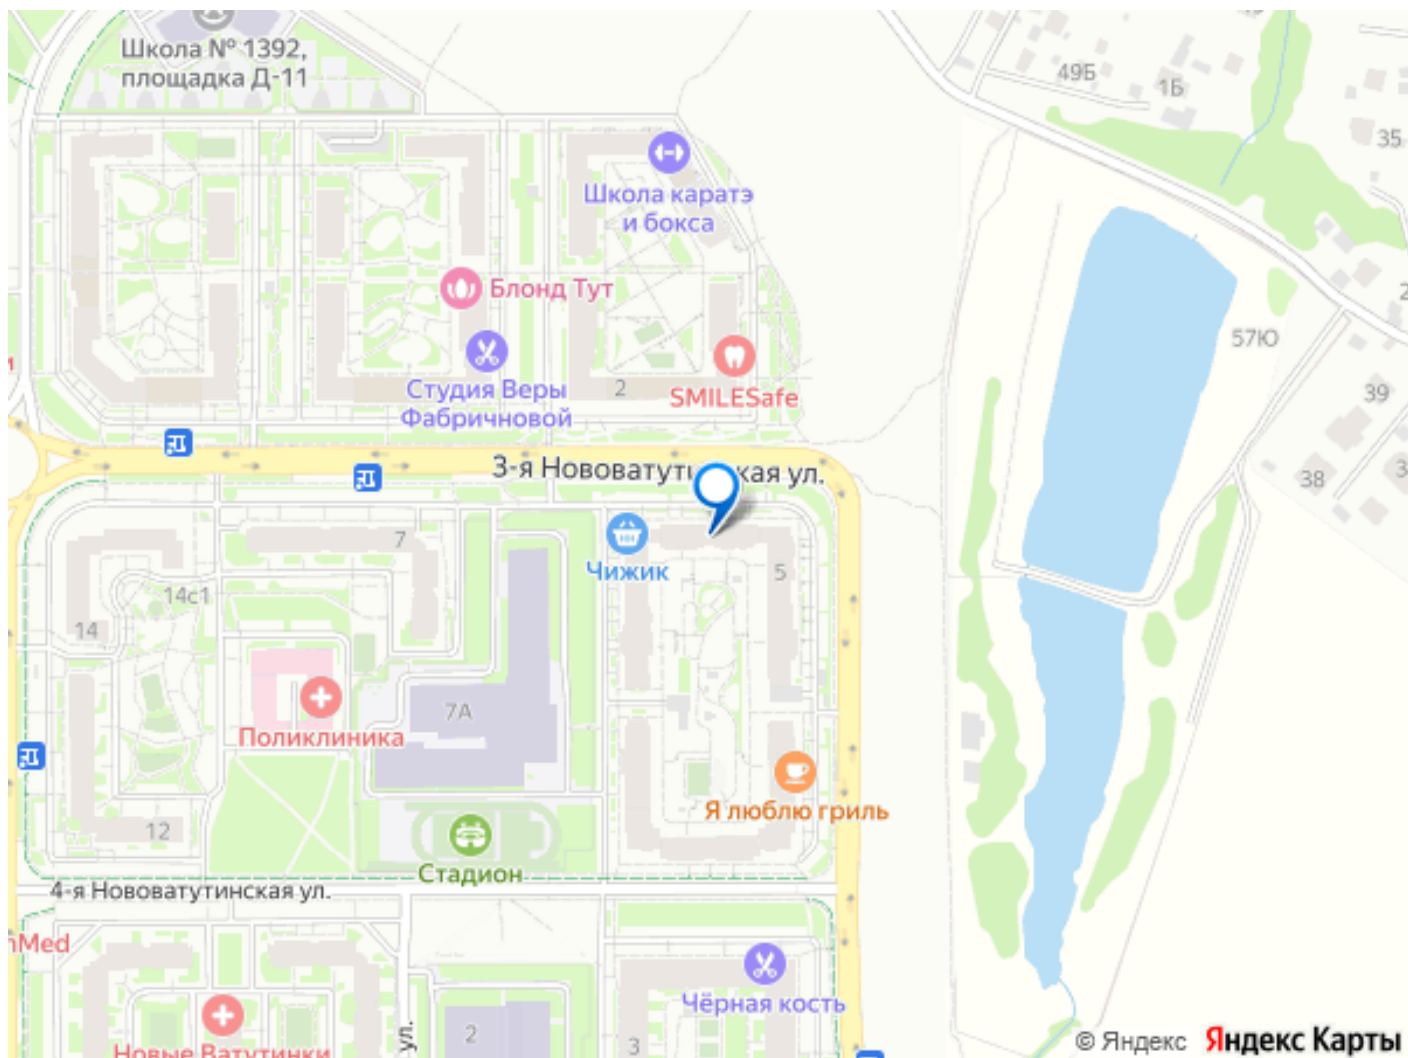 Школа № 1392,
площадка Д-11
49Б
1Б
35
Школа каратэ
и бокса
Блонд Тут
57Ю
Студия Веры
Фабричновой
2
SMILESafe
39
38
3-я Нововатутинская ул.
7
Чижик
5
14с1
14
7А
Поликлиника
12
Я люблю гриль
Стадион
4-я Нововатутинская ул.
Med
Чёрная кость
ул.
2
3
Новые Ватутинки
© Яндекс Яндекс Карты